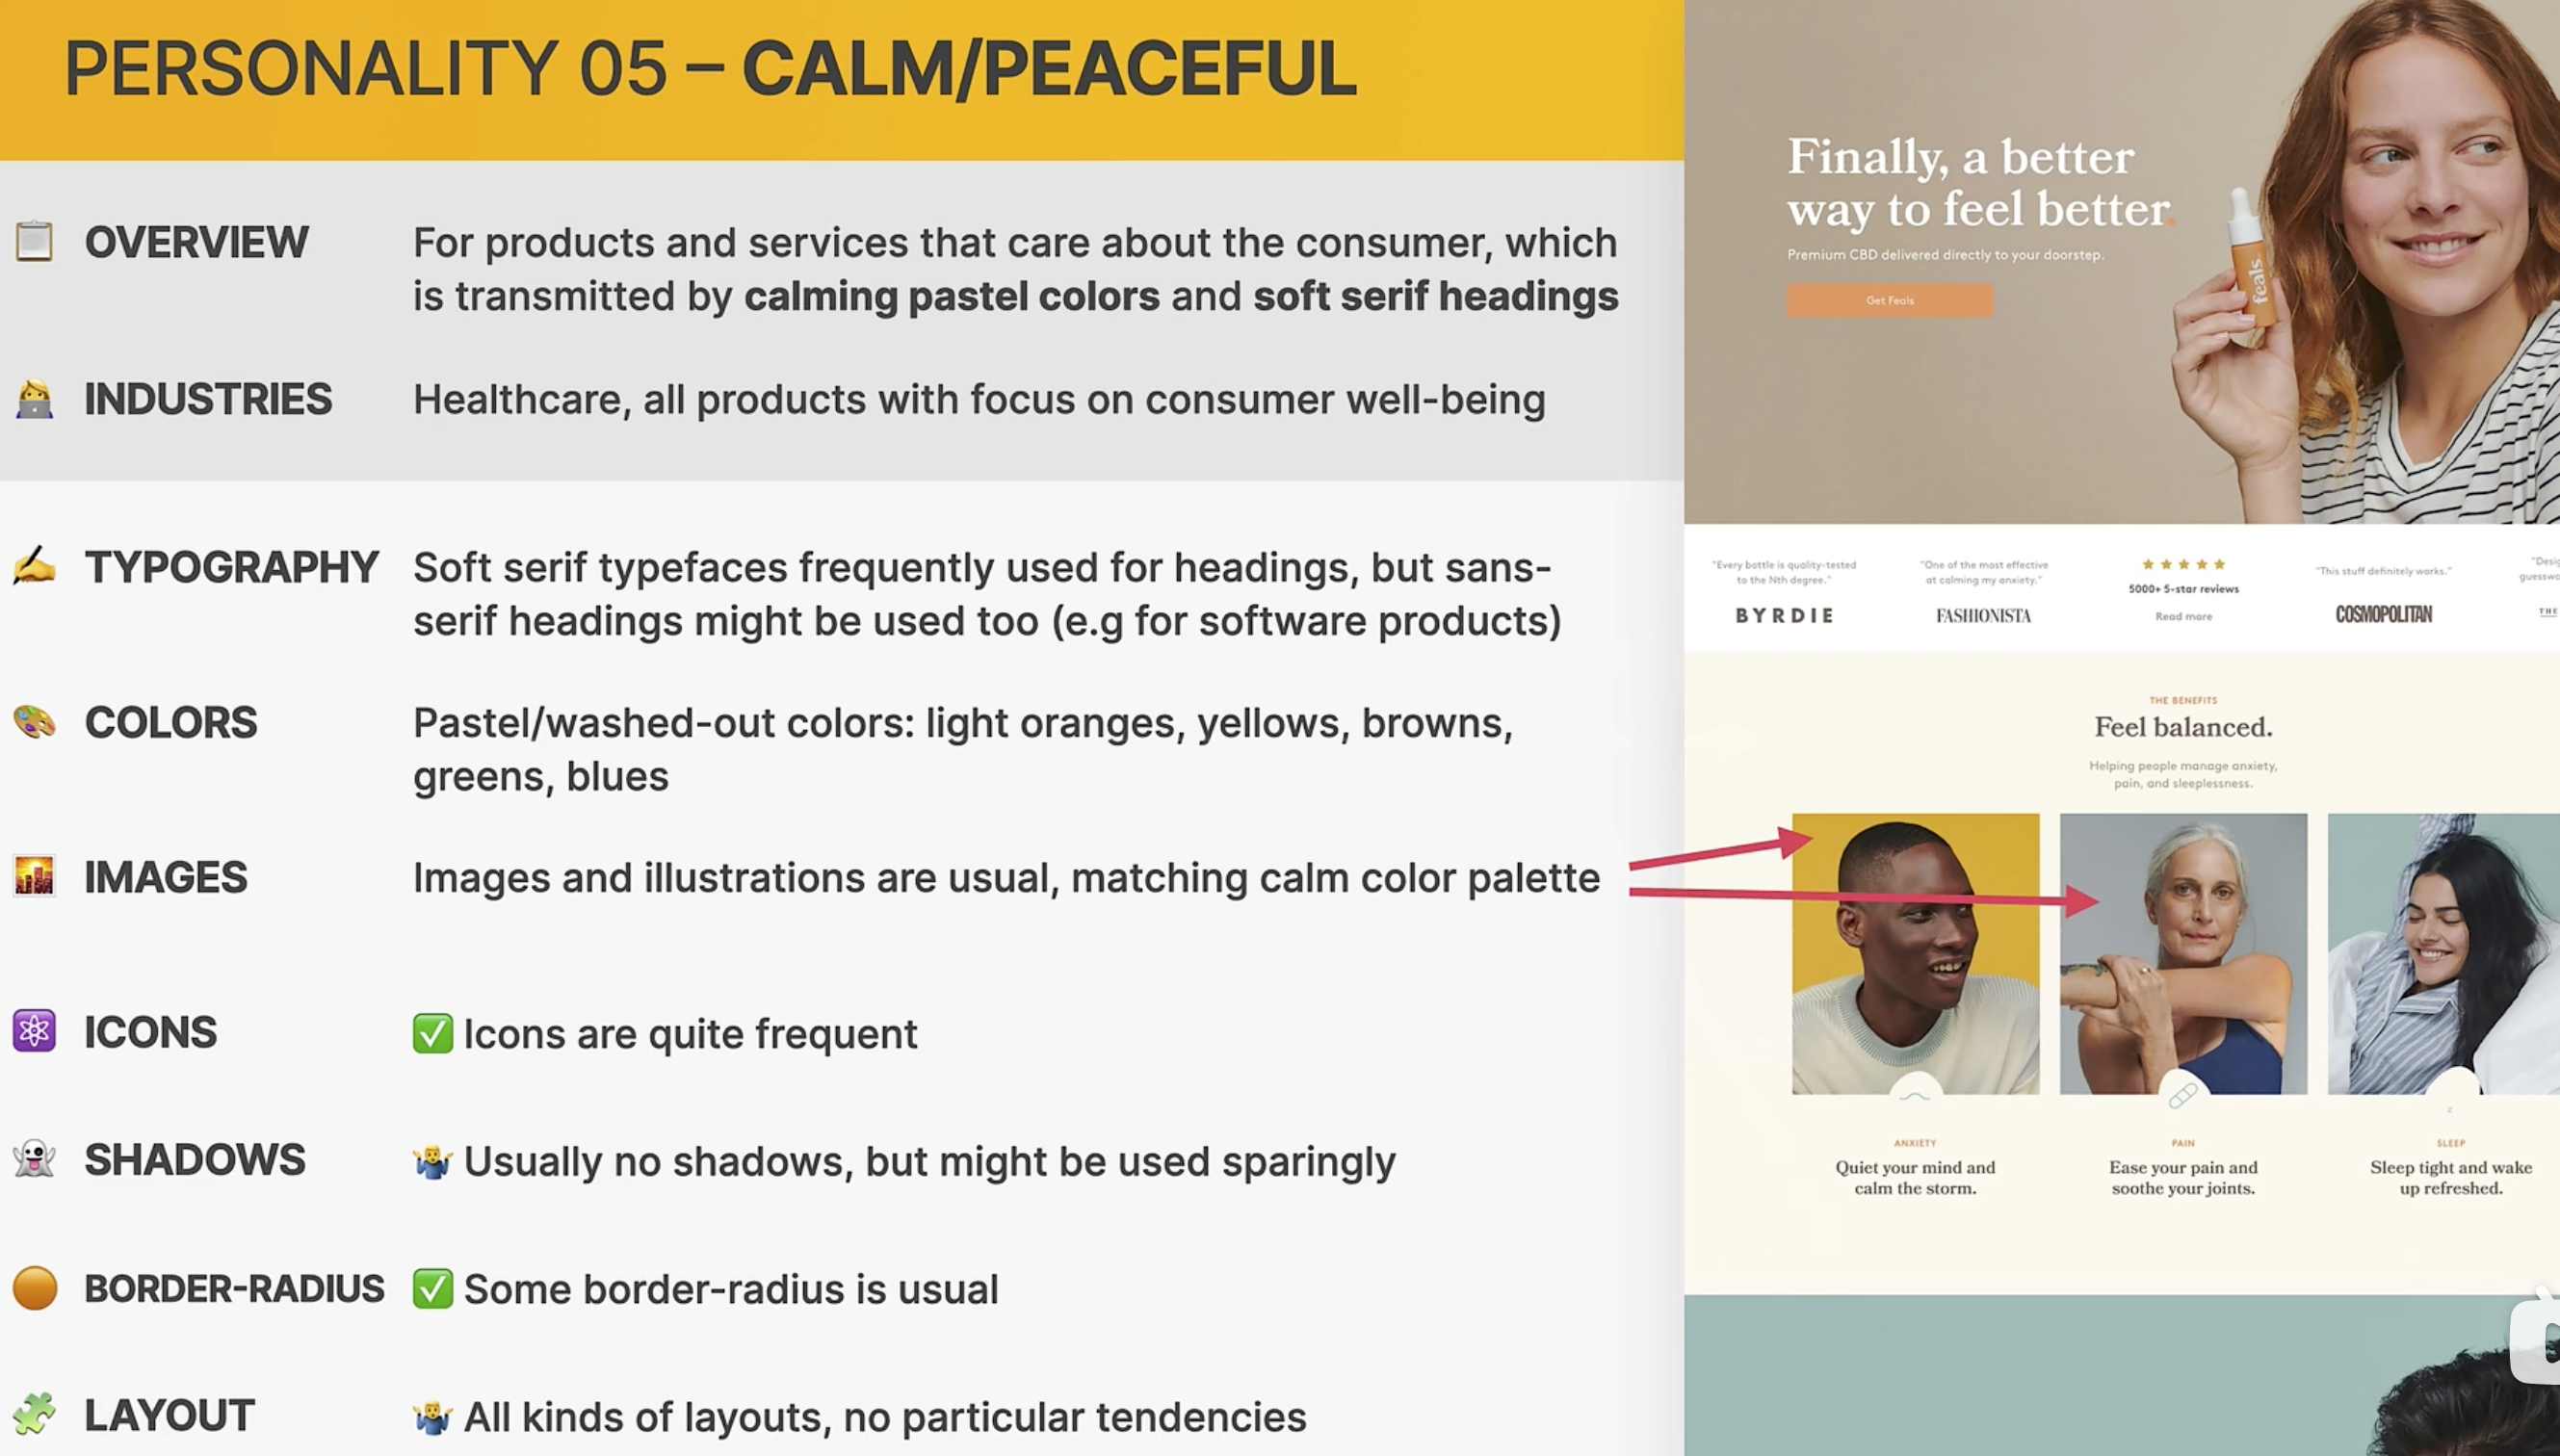 PERSONALITY 05 – CALM/PEACEFUL
OVERVIEW
For products and services that care about the consumer, which
is transmitted by calming pastel colors and soft serif headings
INDUSTRIES
Healthcare, all products with focus on consumer well-being
TYPOGRAPHY
Soft serif typefaces frequently used for headings, but sans-
serif headings might be used too (e.g for software products)
COLORS
Pastel/washed-out colors: light oranges, yellows, browns,
greens, blues
IMAGES
Images and illustrations are usual, matching calm color palette
ICONS
✅ Icons are quite frequent
SHADOWS
🤷‍♂️ Usually no shadows, but might be used sparingly
BORDER-RADIUS
✅ Some border-radius is usual
LAYOUT
🤷‍♂️ All kinds of layouts, no particular tendencies
Finally, a better
way to feel better.
Premium CBD delivered directly to your doorstep.
Get Feals
feals
"Every bottle is quality-tested
to the Nth degree."
BYRDIE
"One of the most effective
at calming my anxiety."
FASHIONISTA
5000+ 5-star reviews
Read more
"This stuff definitely works."
COSMOPOLITAN
THE
THE BENEFITS
Feel balanced.
Helping people manage anxiety,
pain, and sleeplessness.
ANXIETY
Quiet your mind and
calm the storm.
PAIN
Ease your pain and
soothe your joints.
z
SLEEP
Sleep tight and wake
up refreshed.